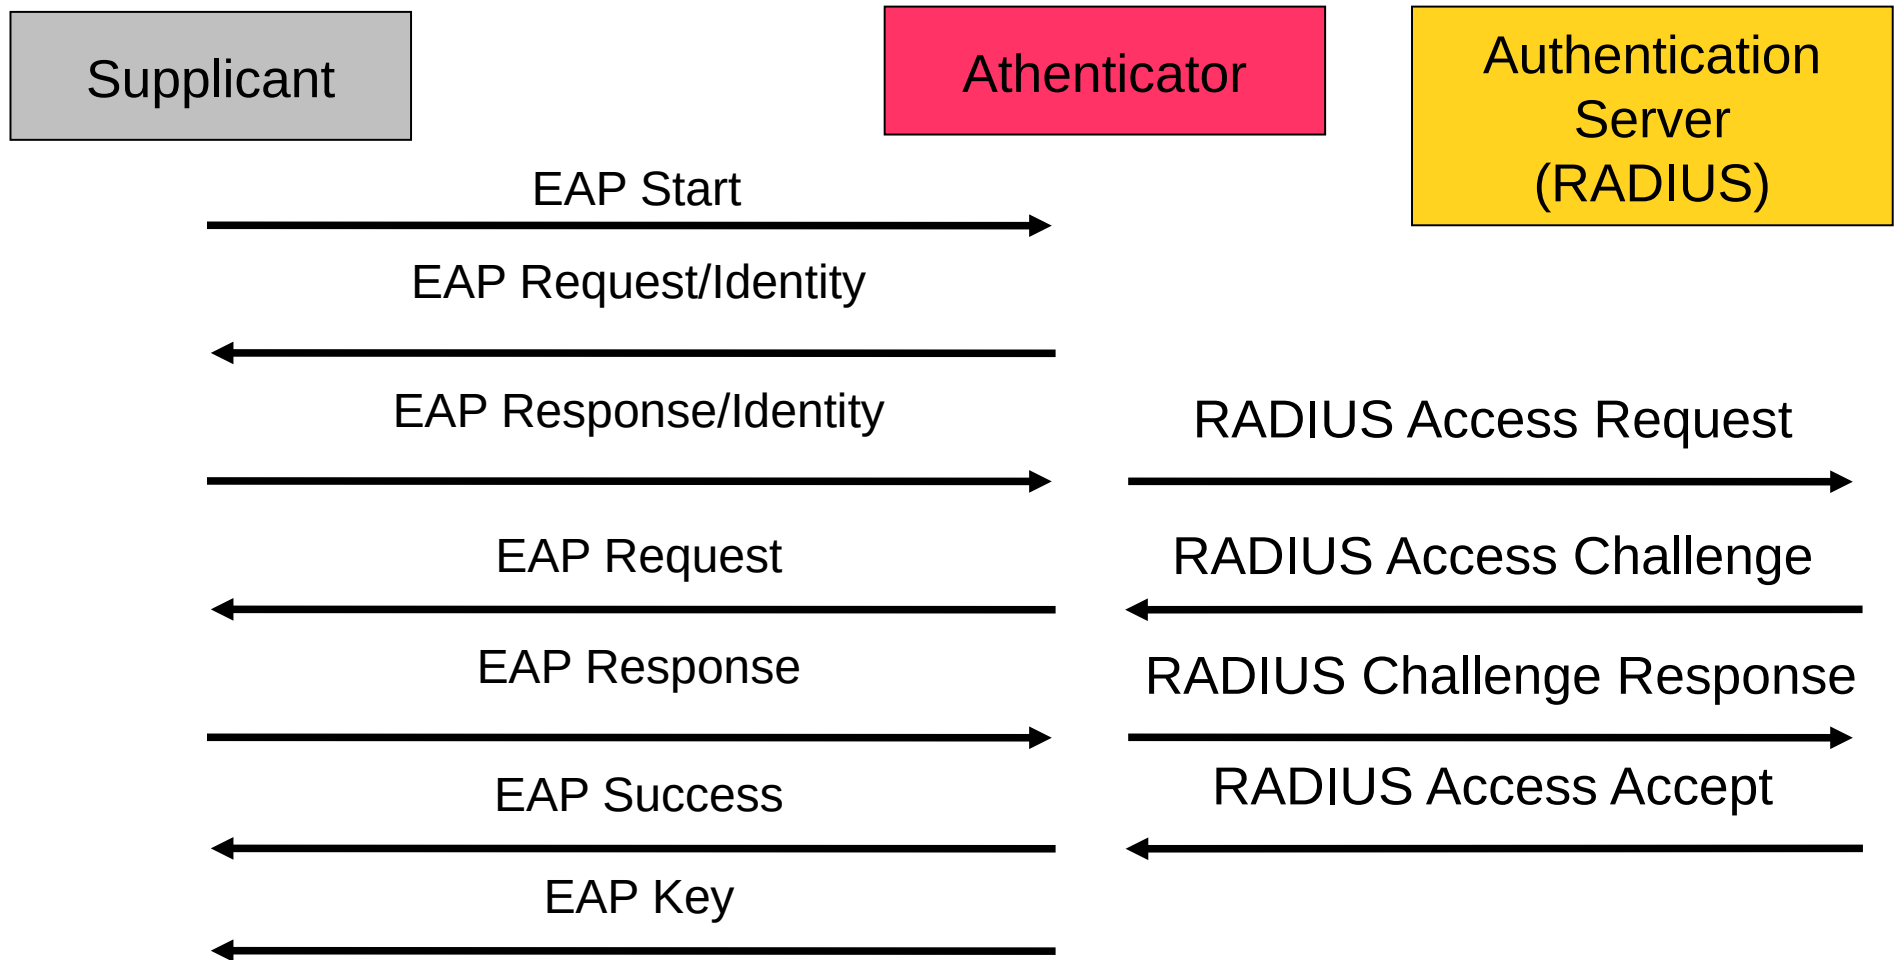 Supplicant
Athenticator
Authentication
Server
(RADIUS)
EAP Start
EAP Request/Identity
EAP Response/Identity
RADIUS Access Request
EAP Request
RADIUS Access Challenge
EAP Response
RADIUS Challenge Response
EAP Success
RADIUS Access Accept
EAP Key